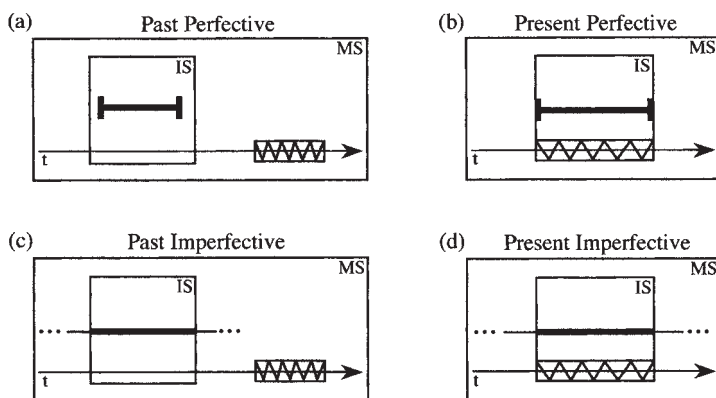 (a) Past Perfective (b) Present Perfective
MS MS
IS IS
t t
(c) Past Imperfective (d) Present Imperfective
MS MS
IS IS
... ... ... ...
t t